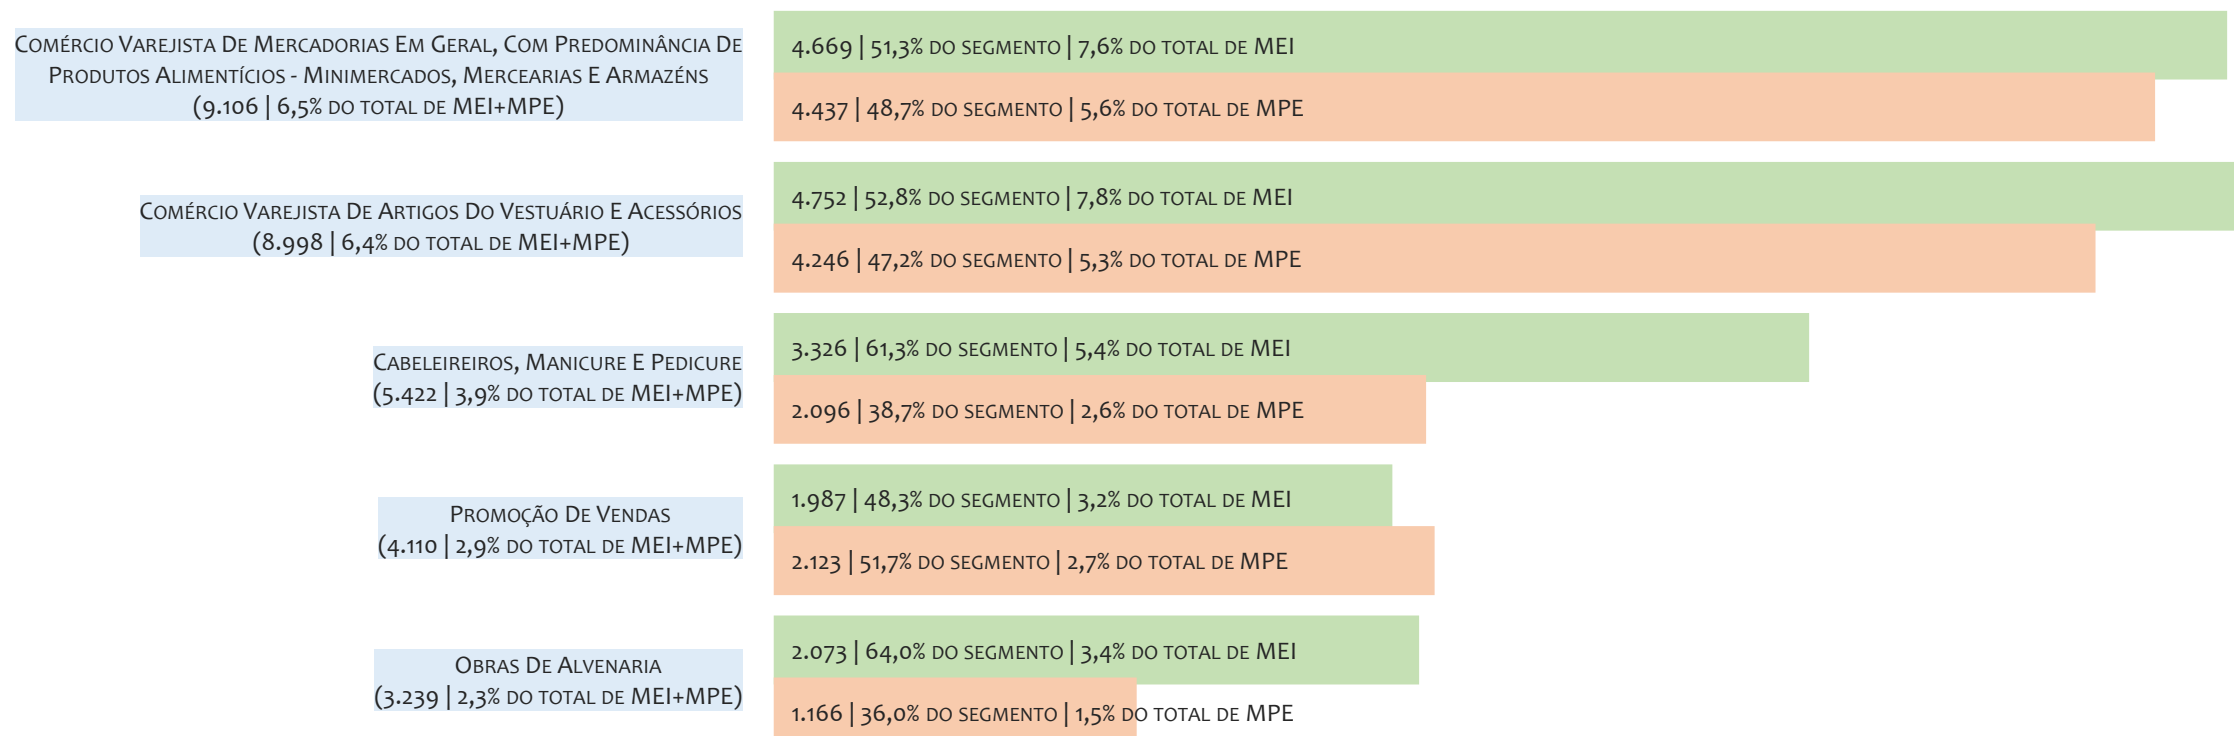 Comércio Varejista De Mercadorias Em Geral, Com Predominância De
Produtos Alimentícios - Minimercados, Mercearias E Armazéns
(9.106 | 6,5% do total de MEI+MPE)
4.669 | 51,3% do segmento | 7,6% do total de MEI
4.437 | 48,7% do segmento | 5,6% do total de MPE
Comércio Varejista De Artigos Do Vestuário E Acessórios
(8.998 | 6,4% do total de MEI+MPE)
4.752 | 52,8% do segmento | 7,8% do total de MEI
4.246 | 47,2% do segmento | 5,3% do total de MPE
Cabeleireiros, Manicure E Pedicure
(5.422 | 3,9% do total de MEI+MPE)
3.326 | 61,3% do segmento | 5,4% do total de MEI
2.096 | 38,7% do segmento | 2,6% do total de MPE
Promoção De Vendas
(4.110 | 2,9% do total de MEI+MPE)
1.987 | 48,3% do segmento | 3,2% do total de MEI
2.123 | 51,7% do segmento | 2,7% do total de MPE
Obras De Alvenaria
(3.239 | 2,3% do total de MEI+MPE)
2.073 | 64,0% do segmento | 3,4% do total de MEI
1.166 | 36,0% do segmento | 1,5% do total de MPE